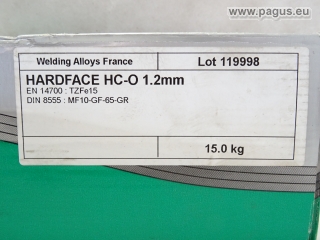 © www.pagus.eu
Welding Alloys France
Lot 119998
HARDFACE HC-O 1.2mm
EN 14700 : TZFe15
DIN 8555 : MF10-GF-65-GR
15.0 kg